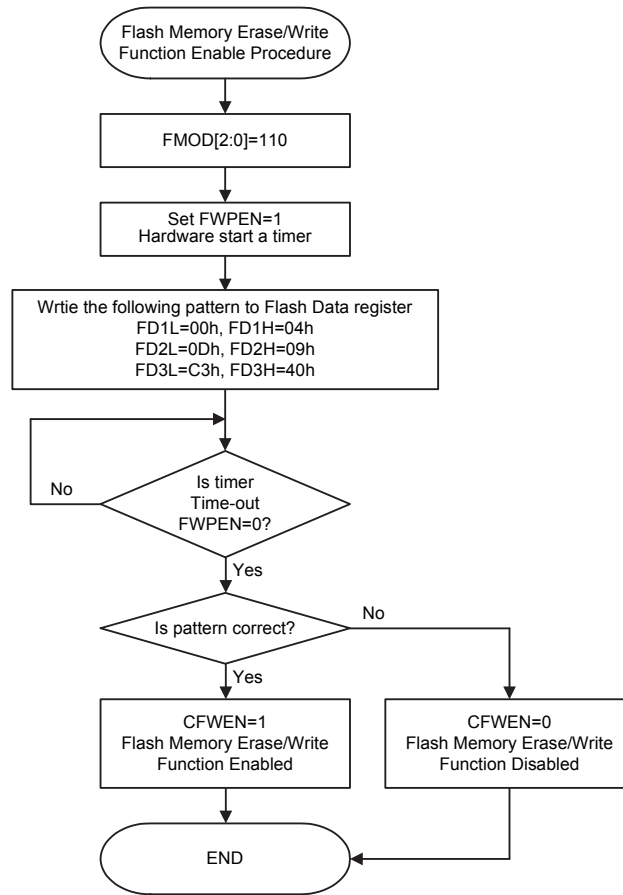 Flash Memory Erase/Write
Function Enable Procedure
FMOD[2:0]=110
Set FWPEN=1
Hardware start a timer
Wrtie the following pattern to Flash Data register
FD1L=00h, FD1H=04h
FD2L=0Dh, FD2H=09h
FD3L=C3h, FD3H=40h
Is timer
Time-out
FWPEN=0?
No
Yes
Is pattern correct?
No
Yes
CFWEN=1
Flash Memory Erase/Write
Function Enabled
CFWEN=0
Flash Memory Erase/Write
Function Disabled
END